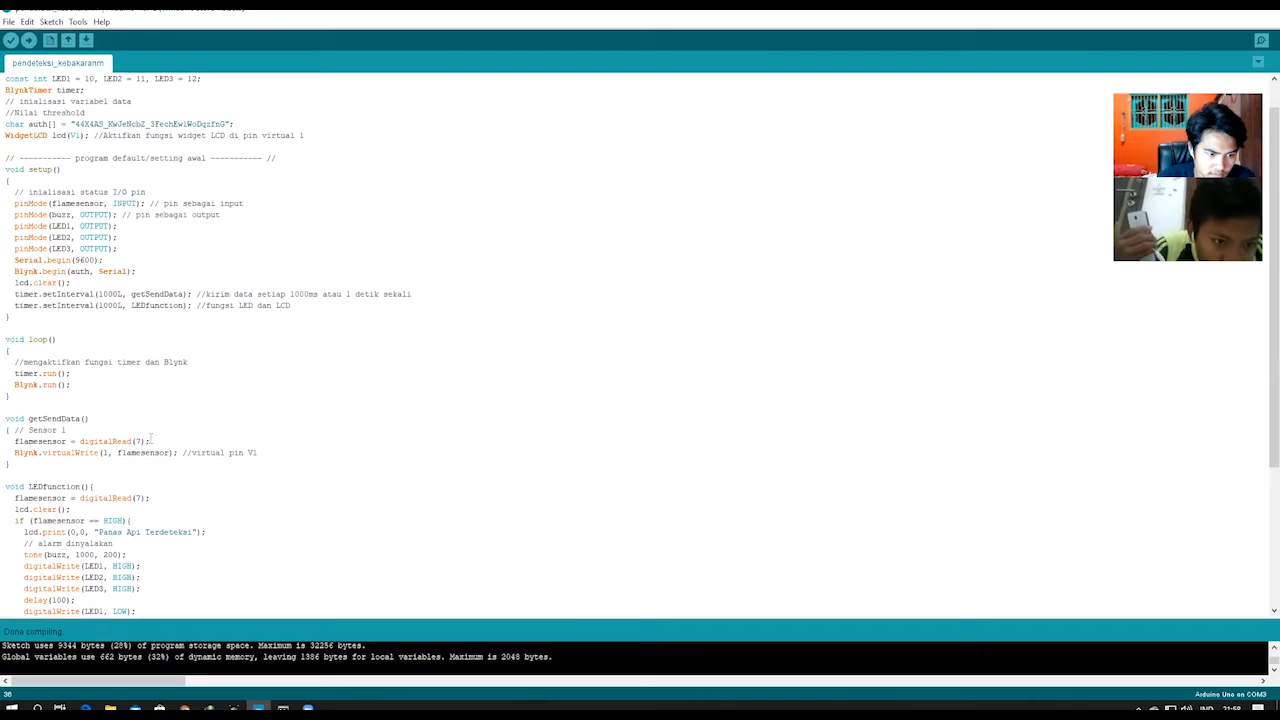 File Edit Sketch Tools Help
pendeteksi_kebakaranm
const int LED1 = 10, LED2 = 11, LED3 = 12;
BlynkTimer timer;
// inialisasi variabel data
//Nilai threshold
char auth[] = "44X4AS_KwJeNcbZ_3FechEwlWoDqzfnG";
WidgetLCD lcd(V1); //Aktifkan fungsi widget LCD di pin virtual 1
// ----------- program default/setting awal ----------- //
void setup()
{
// inialisasi status I/O pin
pinMode(flamesensor, INPUT); // pin sebagai input
pinMode(buzz, OUTPUT); // pin sebagai output
pinMode(LED1, OUTPUT);
pinMode(LED2, OUTPUT);
pinMode(LED3, OUTPUT);
Serial.begin(9600);
Blynk.begin(auth, Serial);
lcd.clear();
timer.setInterval(1000L, getSendData); //kirim data setiap 1000ms atau 1 detik sekali
timer.setInterval(1000L, LEDfunction); //fungsi LED dan LCD
}
void loop()
{
//mengaktifkan fungsi timer dan Blynk
timer.run();
Blynk.run();
}
void getSendData()
{ // Sensor 1
flamesensor = digitalRead(7);
Blynk.virtualWrite(1, flamesensor); //virtual pin V1
}
void LEDfunction(){
flamesensor = digitalRead(7);
lcd.clear();
if (flamesensor == HIGH){
lcd.print(0,0, "Panas Api Terdeteksi");
// alarm dinyalakan
tone(buzz, 1000, 200);
digitalWrite(LED1, HIGH);
digitalWrite(LED2, HIGH);
digitalWrite(LED3, HIGH);
delay(100);
digitalWrite(LED1, LOW);
Done compiling.
Sketch uses 9344 bytes (28%) of program storage space. Maximum is 32256 bytes.
Global variables use 662 bytes (32%) of dynamic memory, leaving 1386 bytes for local variables. Maximum is 2048 bytes.
36
Arduino Uno on COM3
IND
21:58